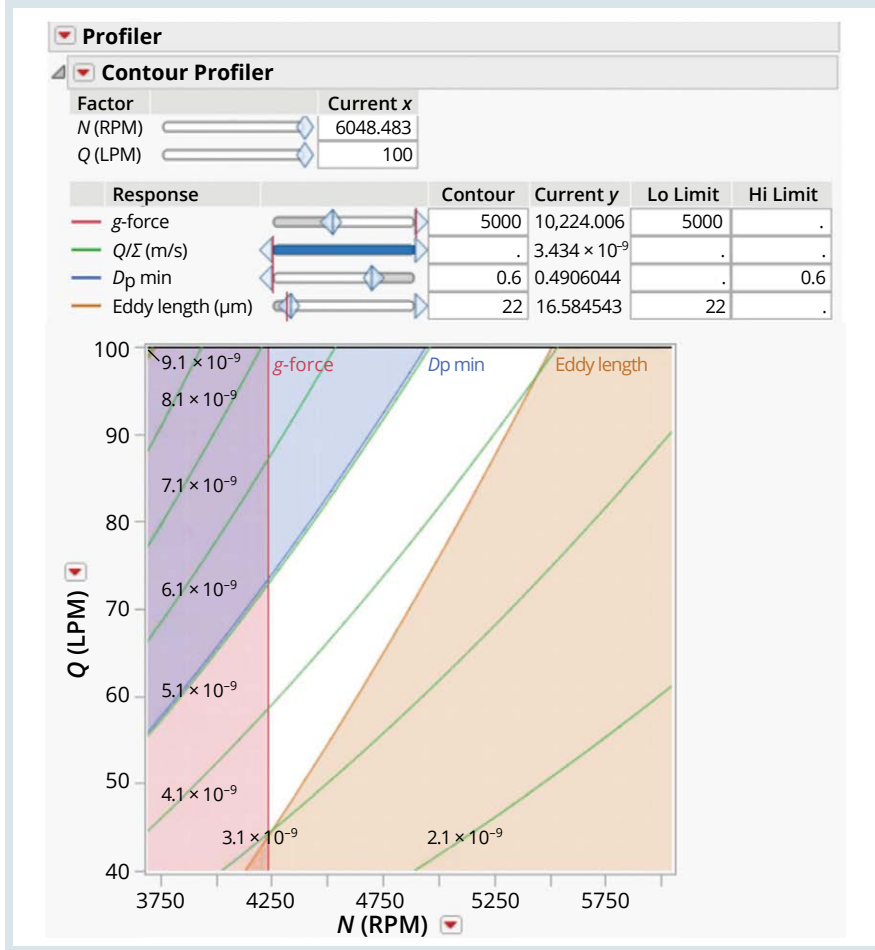 Profiler
Contour Profiler
Factor Current x
N (RPM) 6048.483
Q (LPM) 100
Response Contour Current y Lo Limit Hi Limit
g-force 5000 10,224.006 5000 .
Q/Σ (m/s) . 3.434 × 10⁻⁹ . .
Dp min 0.6 0.4906044 . 0.6
Eddy length (µm) 22 16.584543 22 .
100
9.1 × 10⁻⁹ g-force Dp min Eddy length
8.1 × 10⁻⁹
90
7.1 × 10⁻⁹
80
6.1 × 10⁻⁹
70
5.1 × 10⁻⁹
60
4.1 × 10⁻⁹
50
3.1 × 10⁻⁹ 2.1 × 10⁻⁹
40
Q (LPM)
3750 4250 4750 5250 5750
N (RPM)